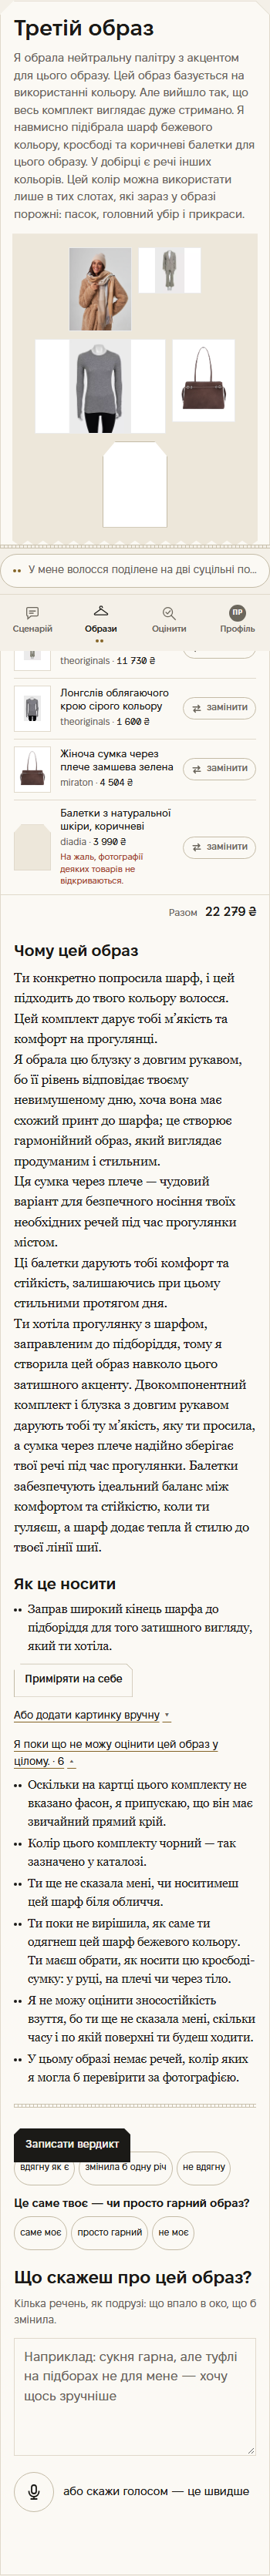 Третій образ
Я обрала нейтральну палітру з акцентом
для цього образу. Цей образ базується на
використанні кольору. Але вийшло так, що
весь комплект виглядає дуже стримано. Я
навмисно підібрала шарф бежевого
кольору, кросбоді та коричневі балетки для
цього образу. У добірці є речі інших
кольорів. Цей колір можна використати
лише в тих слотах, які зараз у образі
порожні: пасок, головний убір і прикраси.
У мене волосся поділене на дві суцільні по...
Сценарій
Образи
Оцінити
ПР
Профіль
theoriginals · 11 730 ₴
Лонгслів облягаючого
крою сірого кольору
theoriginals · 1 600 ₴
замінити
Жіноча сумка через
плече замшева зелена
miraton · 4 504 ₴
замінити
Балетки з натуральної
шкіри, коричневі
diadia · 3 990 ₴
На жаль, фотографії
деяких товарів не
відкриваються.
замінити
Разом 22 279 ₴
Чому цей образ
Ти конкретно попросила шарф, і цей
підходить до твого кольору волосся.
Цей комплект дарує тобі м’якість та
комфорт на прогулянці.
Я обрала цю блузку з довгим рукавом,
бо її рівень відповідає твоєму
невимушеному дню, хоча вона має
схожий принт до шарфа; це створює
гармонійний образ, який виглядає
продуманим і стильним.
Ця сумка через плече — чудовий
варіант для безпечного носіння твоїх
необхідних речей під час прогулянки
містом.
Ці балетки дарують тобі комфорт та
стійкість, залишаючись при цьому
стильними протягом дня.
Ти хотіла прогулянку з шарфом,
заправленим до підборіддя, тому я
створила цей образ навколо цього
затишного акценту. Двокомпонентний
комплект і блузка з довгим рукавом
дарують тобі ту м’якість, яку ти просила,
а сумка через плече надійно зберігає
твої речі під час прогулянки. Балетки
забезпечують ідеальний баланс між
комфортом та стійкістю, коли ти
гуляєш, а шарф додає тепла й стилю до
твоєї лінії шиї.
Як це носити
Заправ широкий кінець шарфа до
підборіддя для того затишного вигляду,
який ти хотіла.
Приміряти на себе
Або додати картинку вручну
Я поки що не можу оцінити цей образ у
цілому. · 6
Оскільки на картці цього комплекту не
вказано фасон, я припускаю, що він має
звичайний прямий крій.
Колір цього комплекту чорний — так
зазначено у каталозі.
Ти ще не сказала мені, чи носитимеш
цей шарф біля обличчя.
Ти поки не вирішила, як саме ти
одягнеш цей шарф бежевого кольору.
Ти маєш обрати, як носити цю кросбоді-
сумку: у руці, на плечі чи через тіло.
Я не можу оцінити зносостійкість
взуття, бо ти ще не сказала мені, скільки
часу і по якій поверхні ти будеш ходити.
У цьому образі немає речей, колір яких
я могла б перевірити за фотографією.
Записати вердикт
вдягну як є
змінила б одну річ
не вдягну
Це саме твоє — чи просто гарний образ?
саме моє
просто гарний
не моє
Що скажеш про цей образ?
Кілька речень, як подрузі: що впало в око, що б
змінила.
Наприклад: сукня гарна, але туфлі
на підборах не для мене — хочу
щось зручніше
або скажи голосом — це швидше